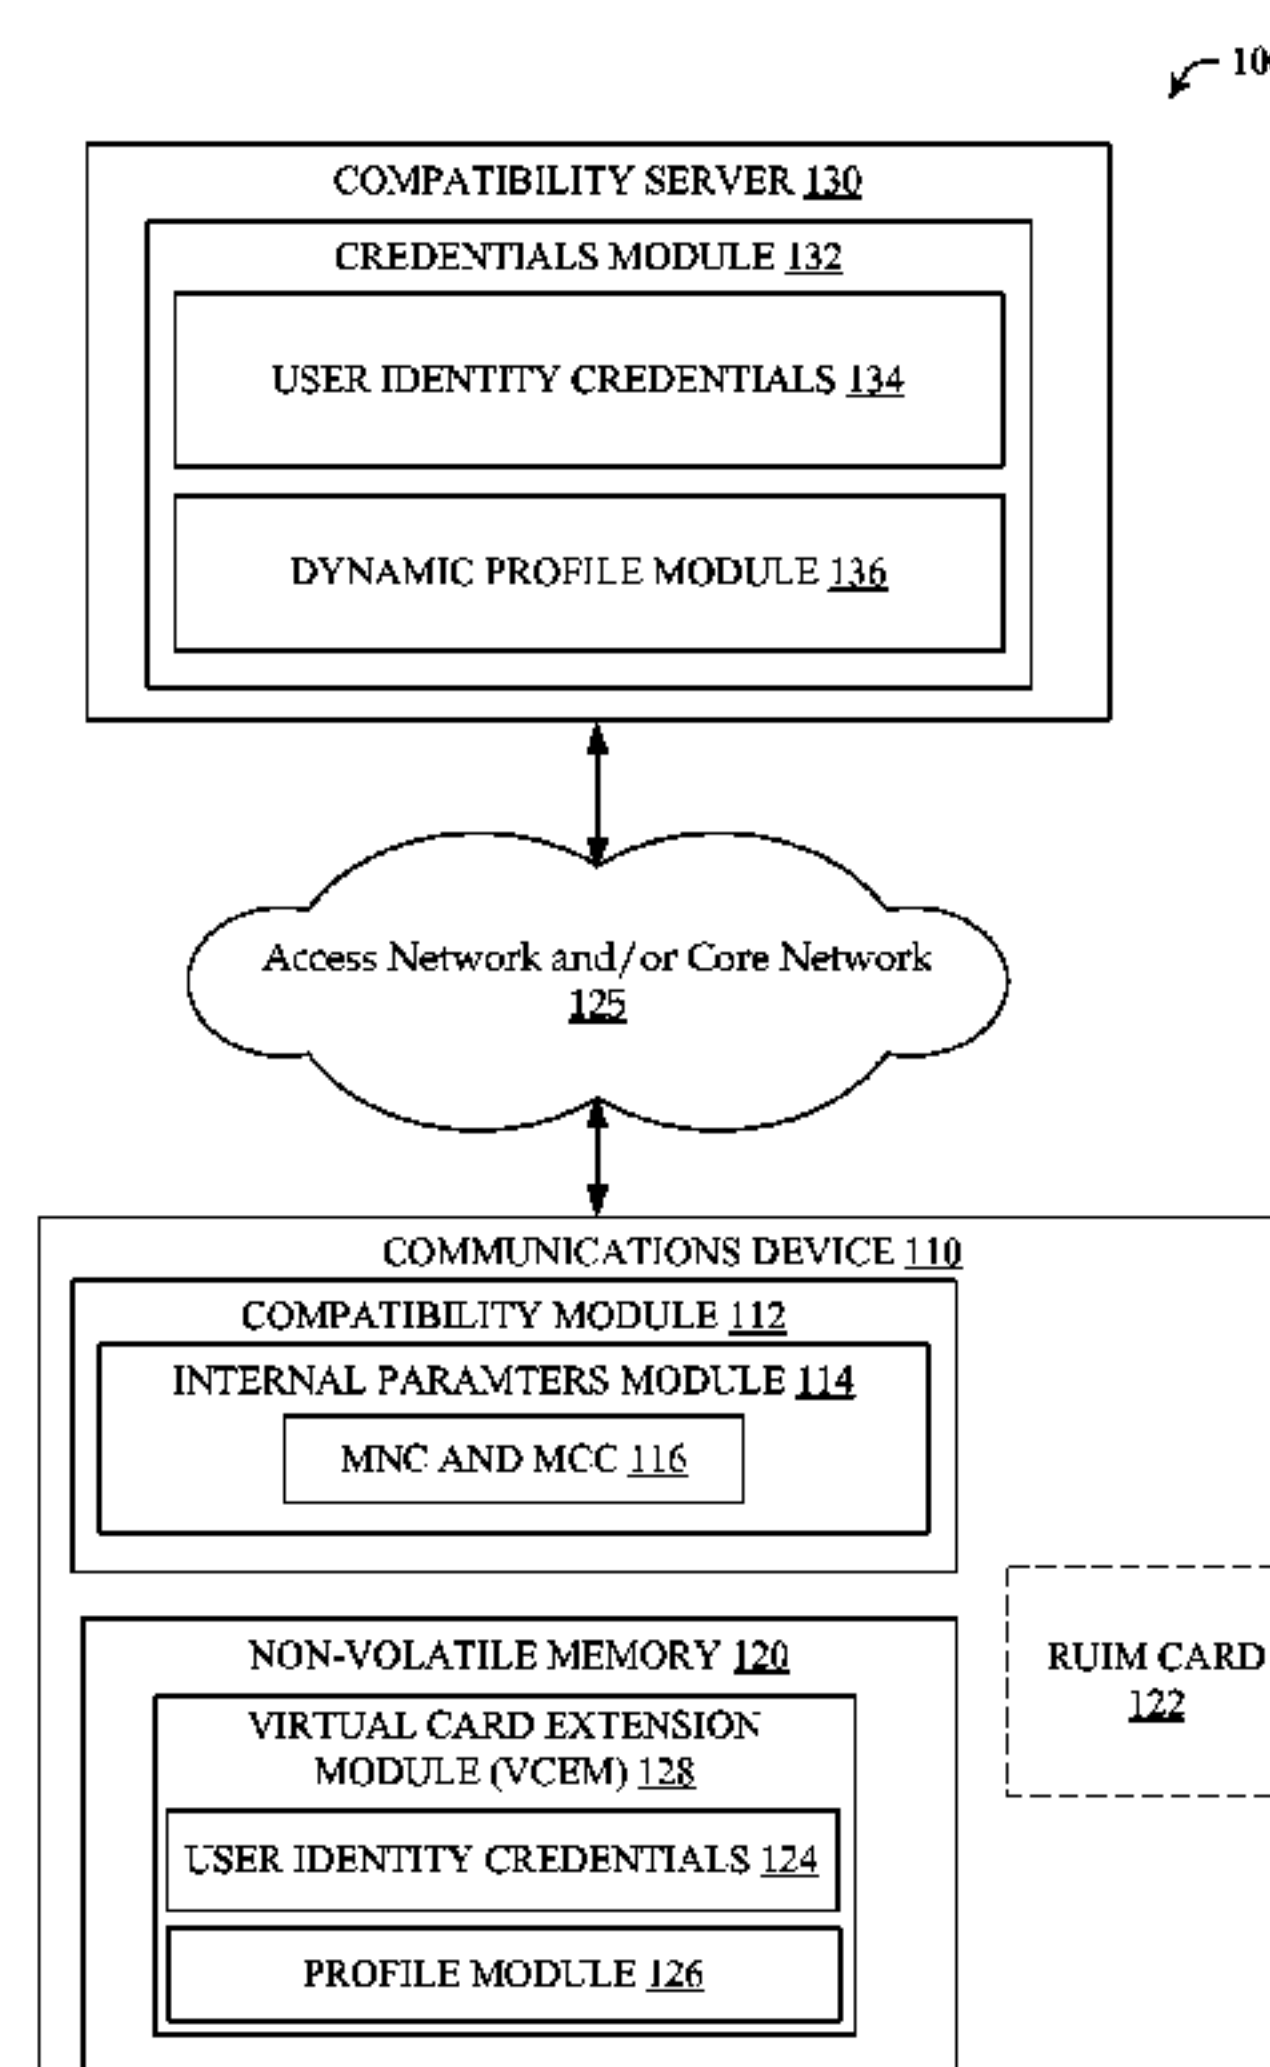 COMPATIBILITY SERVER 130
CREDENTIALS MODULE 132
USER IDENTITY CREDENTIALS 134
DYNAMIC PROFILE MODULE 136
Access Network and/or Core Network
125
COMMUNICATIONS DEVICE 110
COMPATIBILITY MODULE 112
INTERNAL PARAMTERS MODULE 114
MNC AND MCC 116
RUIM CARD
122
NON-VOLATILE MEMORY 120
VIRTUAL CARD EXTENSION
MODULE (VCEM) 128
USER IDENTITY CREDENTIALS 124
PROFILE MODULE 126